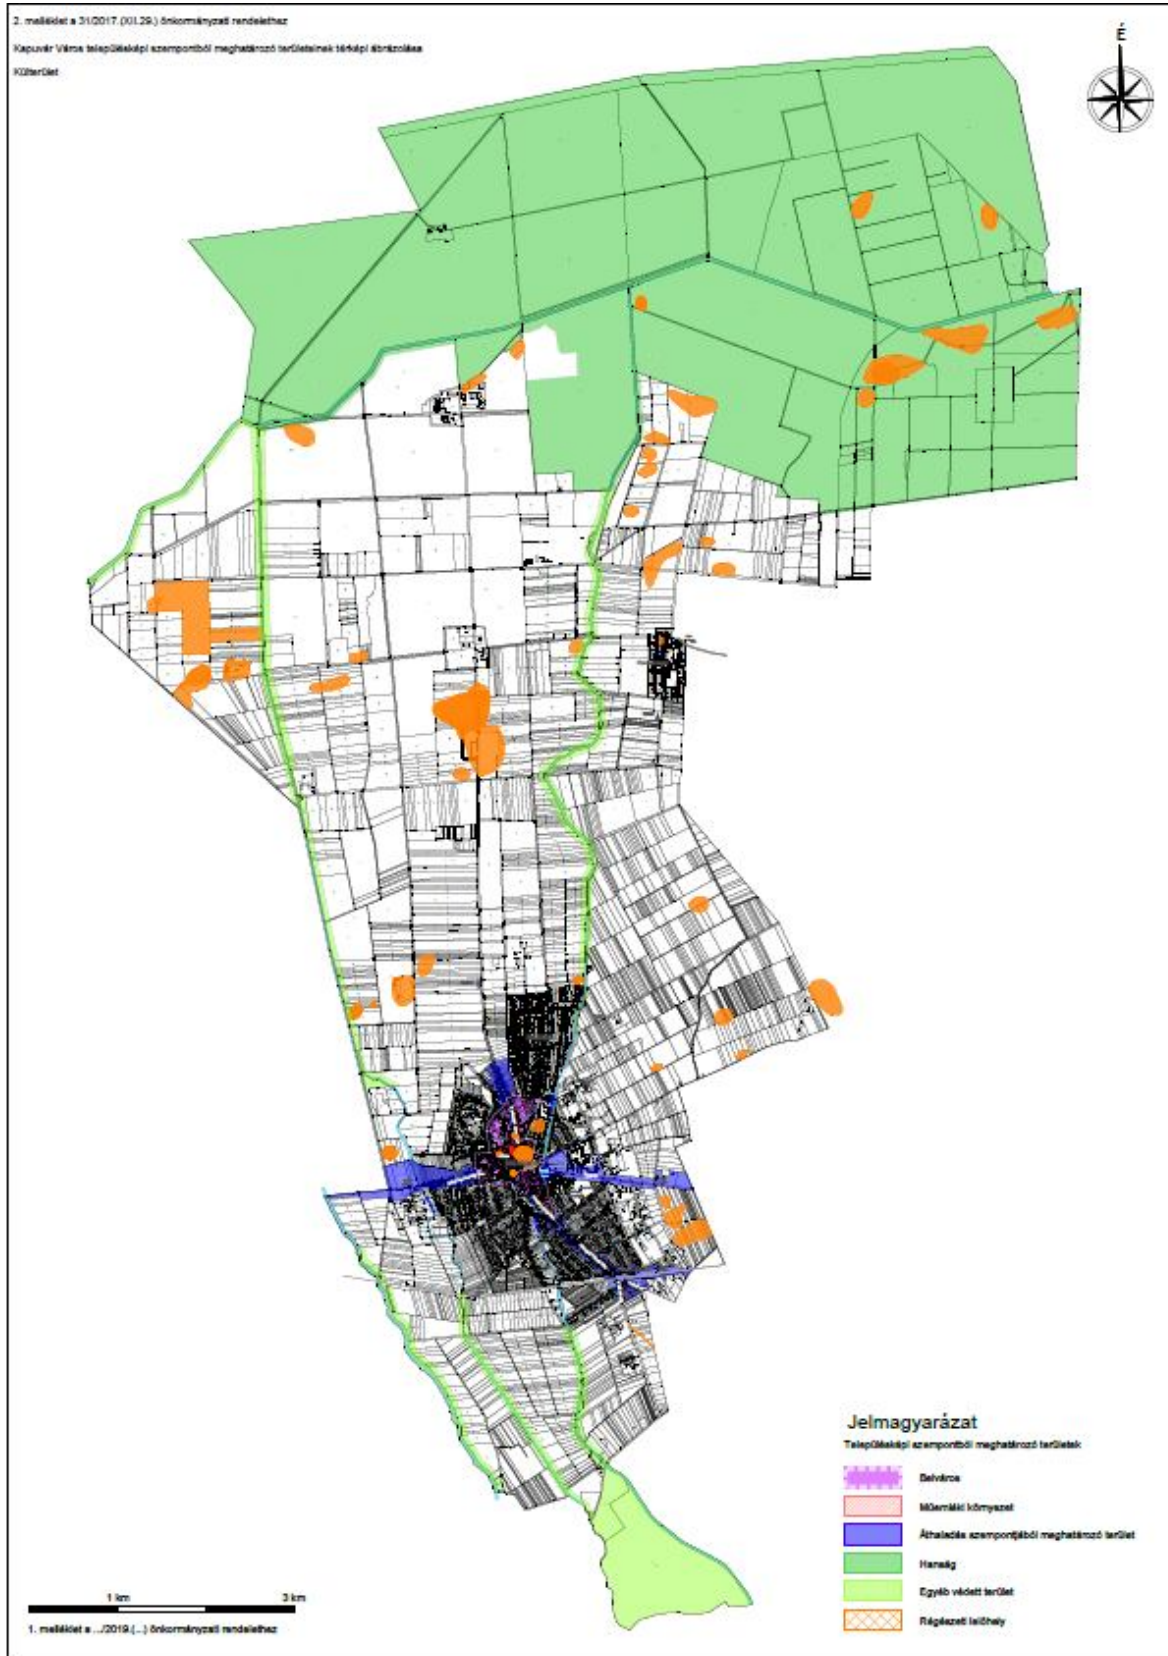 2. melléklet a 31/2017.(XII.29.) önkormányzati rendelethez
Kapuvár Város településképi szempontból meghatározó területeinek térképi ábrázolása
Külterület
É
Jelmagyarázat
Településképi szempontból meghatározó területek
Belváros
Műemléki környezet
Áthaladás szempontjából meghatározó terület
Hanság
Egyéb védett terület
Régészeti lelőhely
1 km 3 km
1. melléklet a .../2019.(...) önkormányzati rendelethez